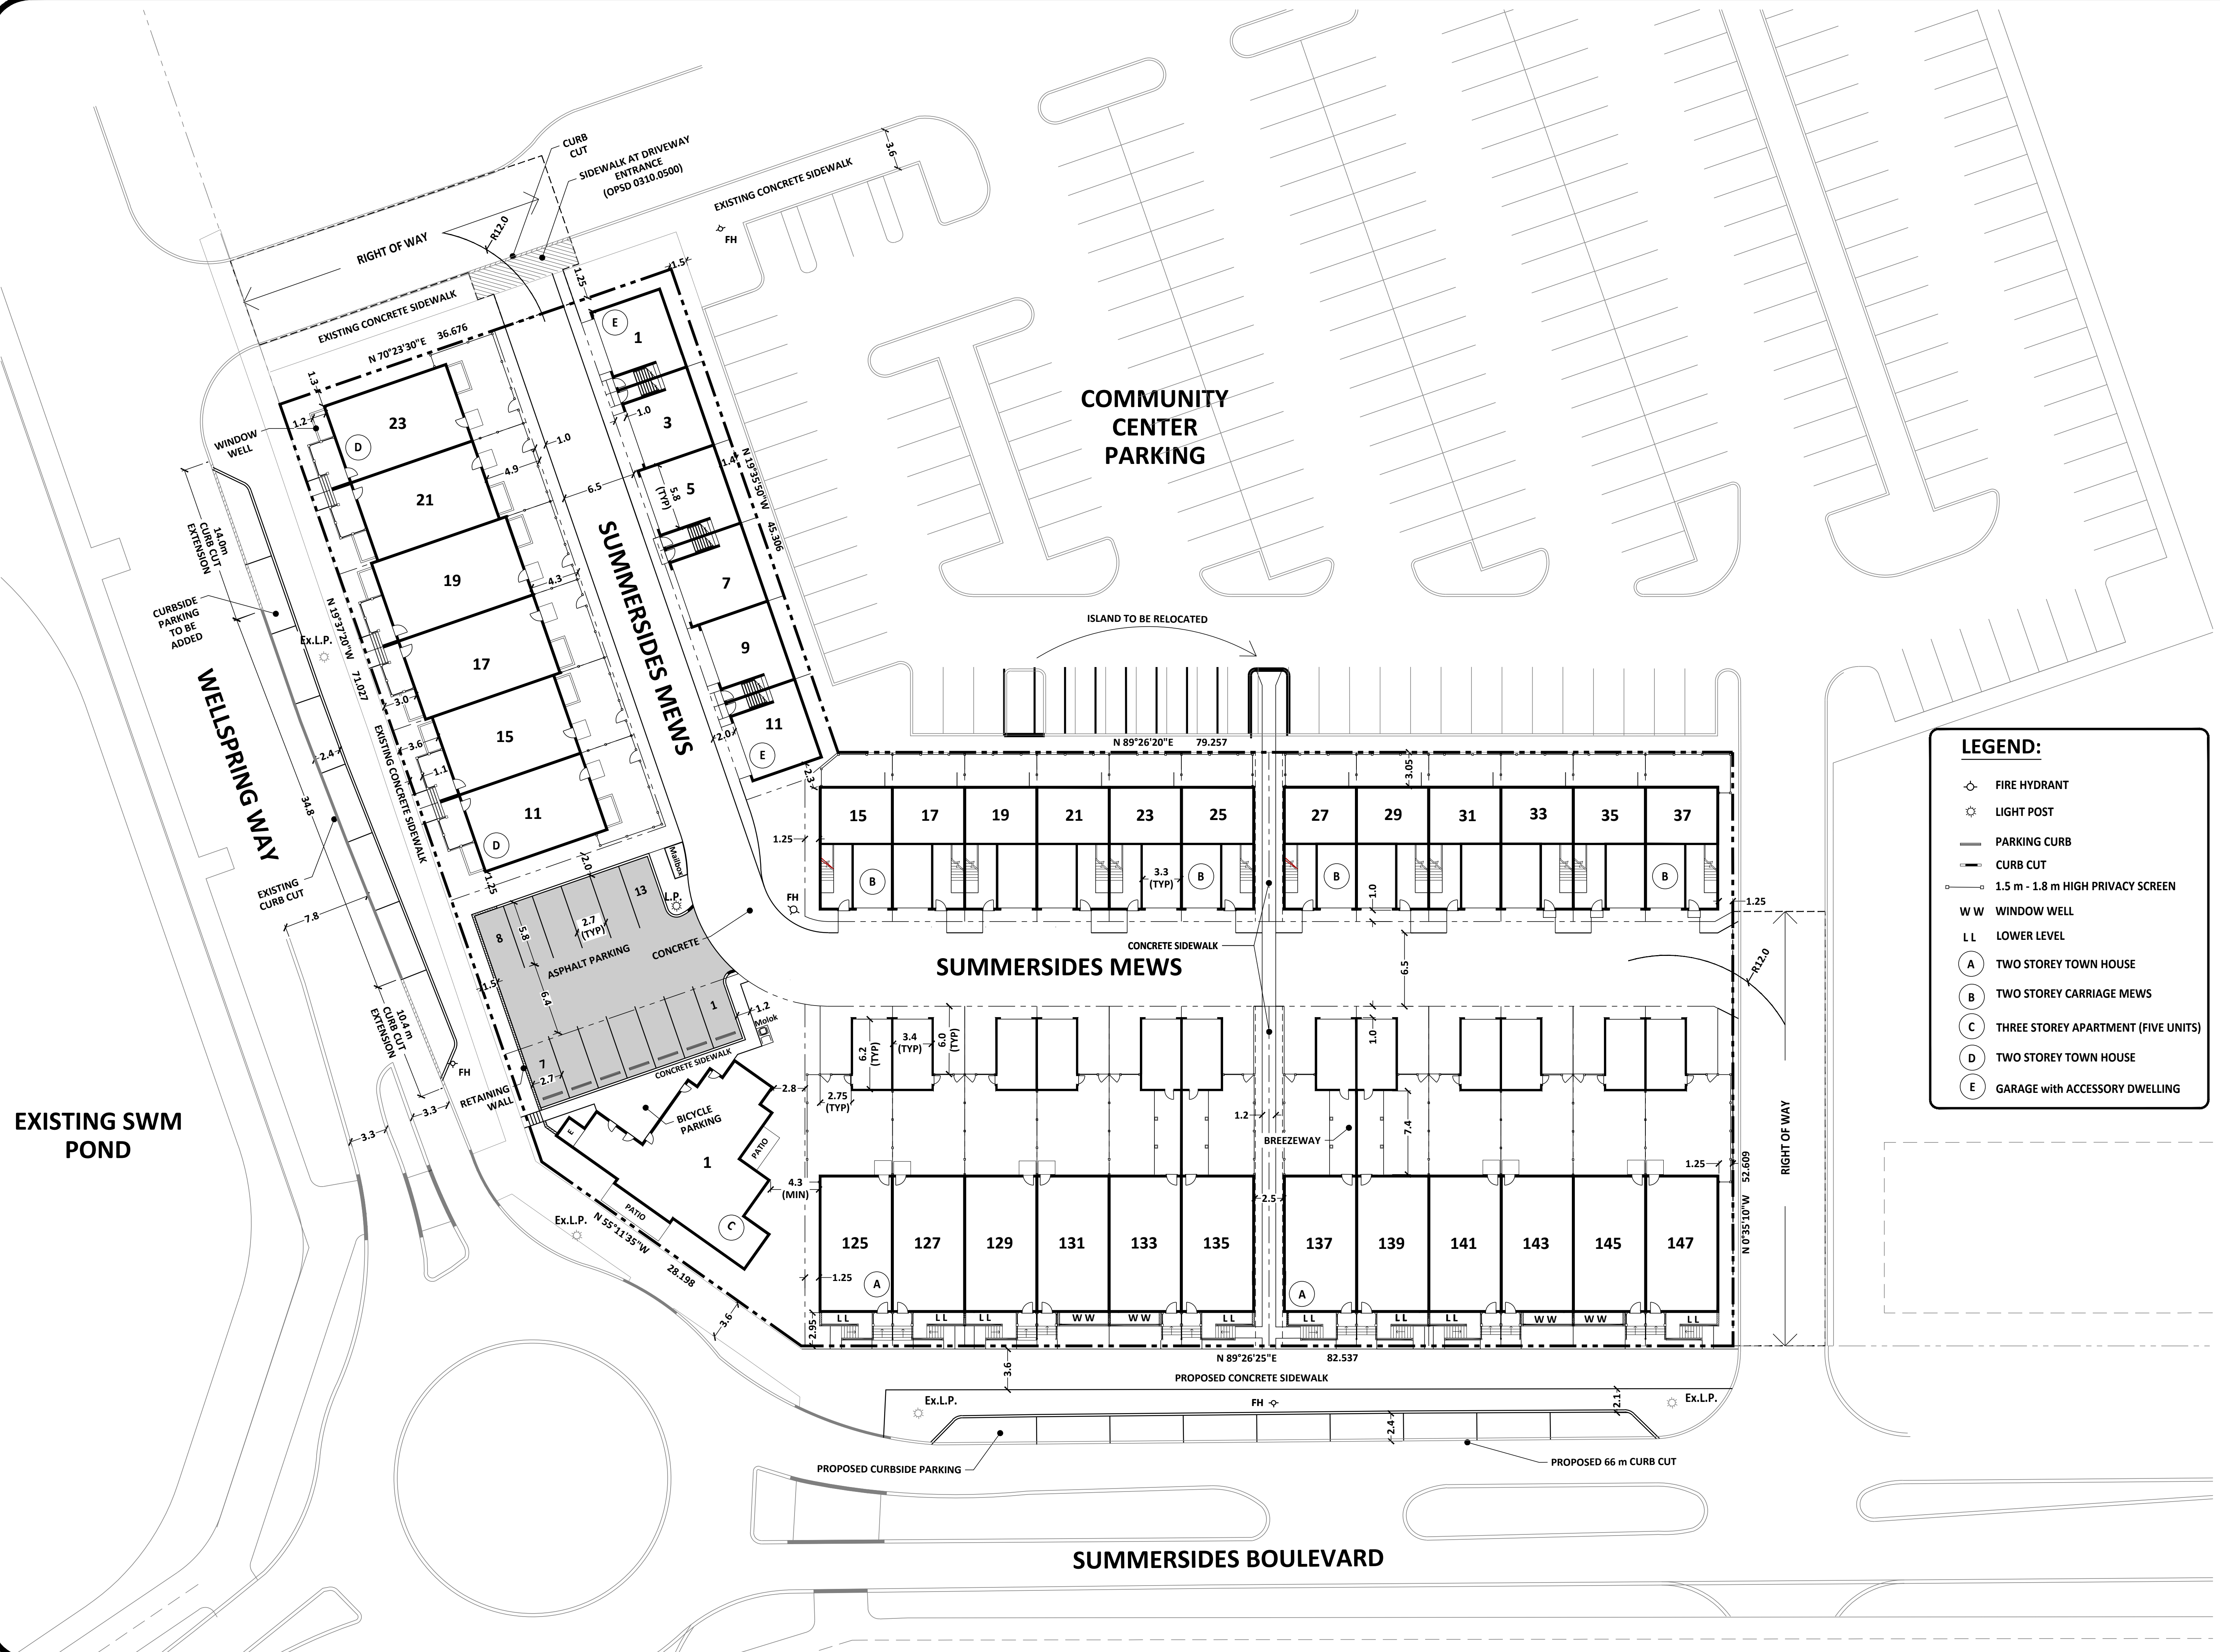 CURB
CUT
SIDEWALK AT DRIVEWAY
ENTRANCE
(OPSD 0310.0500)
R12.0
RIGHT OF WAY
EXISTING CONCRETE SIDEWALK
3.6
FH
EXISTING CONCRETE SIDEWALK
N 70°23'30"E 36.676
1.25
1.5
1.3
1.2
WINDOW
WELL
23
D
21
19
17
15
11
D
E
1
3
5
7
9
11
E
1.0
1.0
4.9
6.5
5.8
(TYP)
1.4
N 19°35'50"W 45.306
4.3
SUMMERSIDES MEWS
2.0
2.3
14.0m
CURB CUT
EXTENSION
CURBSIDE
PARKING
TO BE
ADDED
Ex.L.P.
N 19°37'20"W 71.027
3.0
3.6
1.1
WELLSPRING WAY
2.4
34.8
EXISTING CONCRETE SIDEWALK
EXISTING
CURB CUT
7.8
10.4 m
CURB CUT
EXTENSION
FH
3.3
3.3
RETAINING
WALL
1.25
2.0
Mailbox
L.P.
13
8
5.8
2.7
(TYP)
ASPHALT PARKING
CONCRETE
1.5
6.4
1
7
2.7
1.2
Molok
CONCRETE SIDEWALK
BICYCLE
PARKING
E
PATIO
1
PATIO
C
2.8
4.3
(MIN)
Ex.L.P.
N 55°11'35"W
28.198
3.6
EXISTING SWM
POND
COMMUNITY
CENTER
PARKING
ISLAND TO BE RELOCATED
N 89°26'20"E 79.257
3.05
15 17 19 21 23 25 27 29 31 33 35 37
1.25
B
3.3
(TYP)
B
B
1.0
B
1.25
FH
CONCRETE SIDEWALK
SUMMERSIDES MEWS
6.5
R12.0
6.2
(TYP)
3.4
(TYP)
6.0
(TYP)
1.0
2.75
(TYP)
1.2
BREEZEWAY
7.4
1.25
RIGHT OF WAY
2.5
N 0°35'10"W 52.609
125 127 129 131 133 135 137 139 141 143 145 147
1.25
A
A
2.95
L L
L L
L L
W W
W W
L L
L L
L L
L L
W W
W W
L L
N 89°26'25"E 82.537
3.6
PROPOSED CONCRETE SIDEWALK
Ex.L.P.
FH
2.1
Ex.L.P.
2.4
PROPOSED CURBSIDE PARKING
PROPOSED 66 m CURB CUT
SUMMERSIDES BOULEVARD
LEGEND:
FIRE HYDRANT
LIGHT POST
PARKING CURB
CURB CUT
1.5 m - 1.8 m HIGH PRIVACY SCREEN
W W WINDOW WELL
L L LOWER LEVEL
A TWO STOREY TOWN HOUSE
B TWO STOREY CARRIAGE MEWS
C THREE STOREY APARTMENT (FIVE UNITS)
D TWO STOREY TOWN HOUSE
E GARAGE with ACCESSORY DWELLING